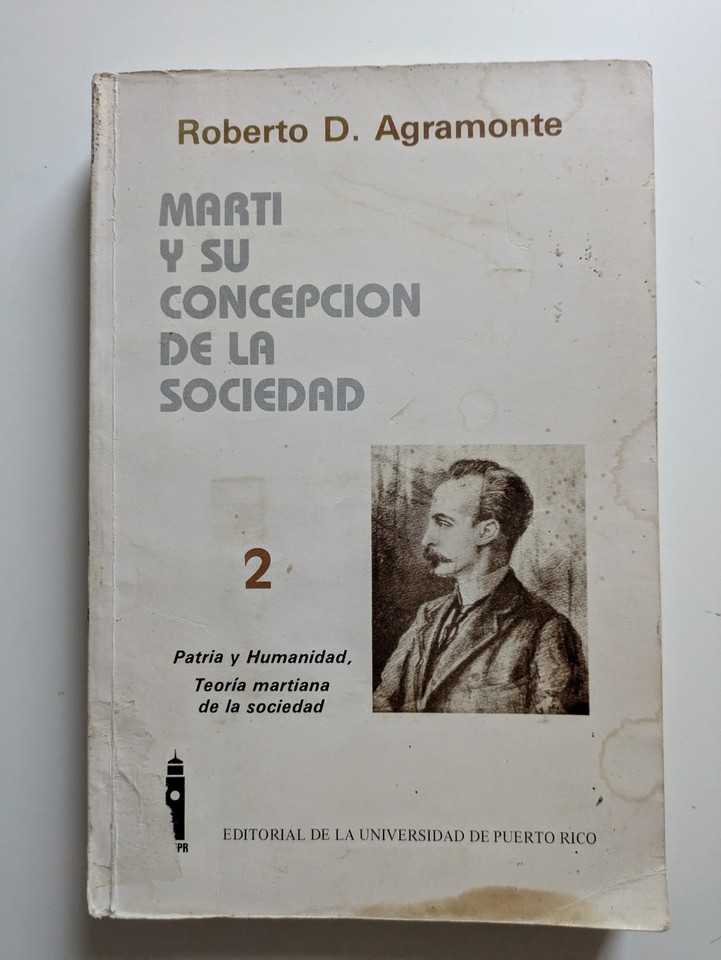 Roberto D. Agramonte
MARTI
Y SU
CONCEPCION
DE LA
SOCIEDAD
2
Patria y Humanidad,
Teoría martiana
de la sociedad
PR
EDITORIAL DE LA UNIVERSIDAD DE PUERTO RICO